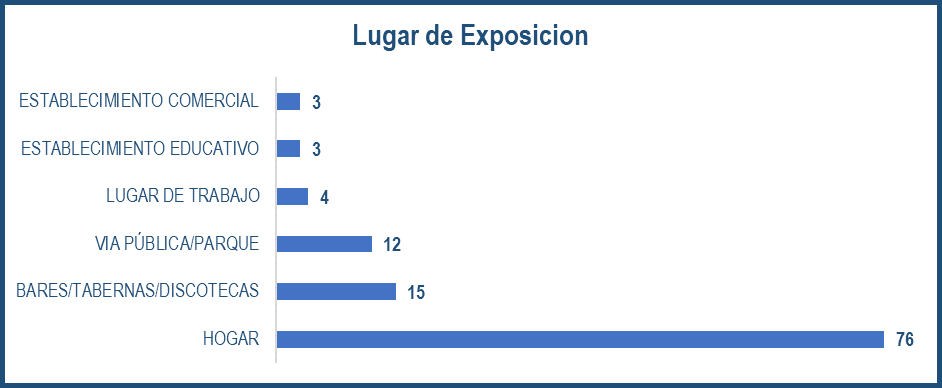 Lugar de Exposicion
ESTABLECIMIENTO COMERCIAL 3
ESTABLECIMIENTO EDUCATIVO 3
LUGAR DE TRABAJO 4
VIA PÚBLICA/PARQUE 12
BARES/TABERNAS/DISCOTECAS 15
HOGAR 76